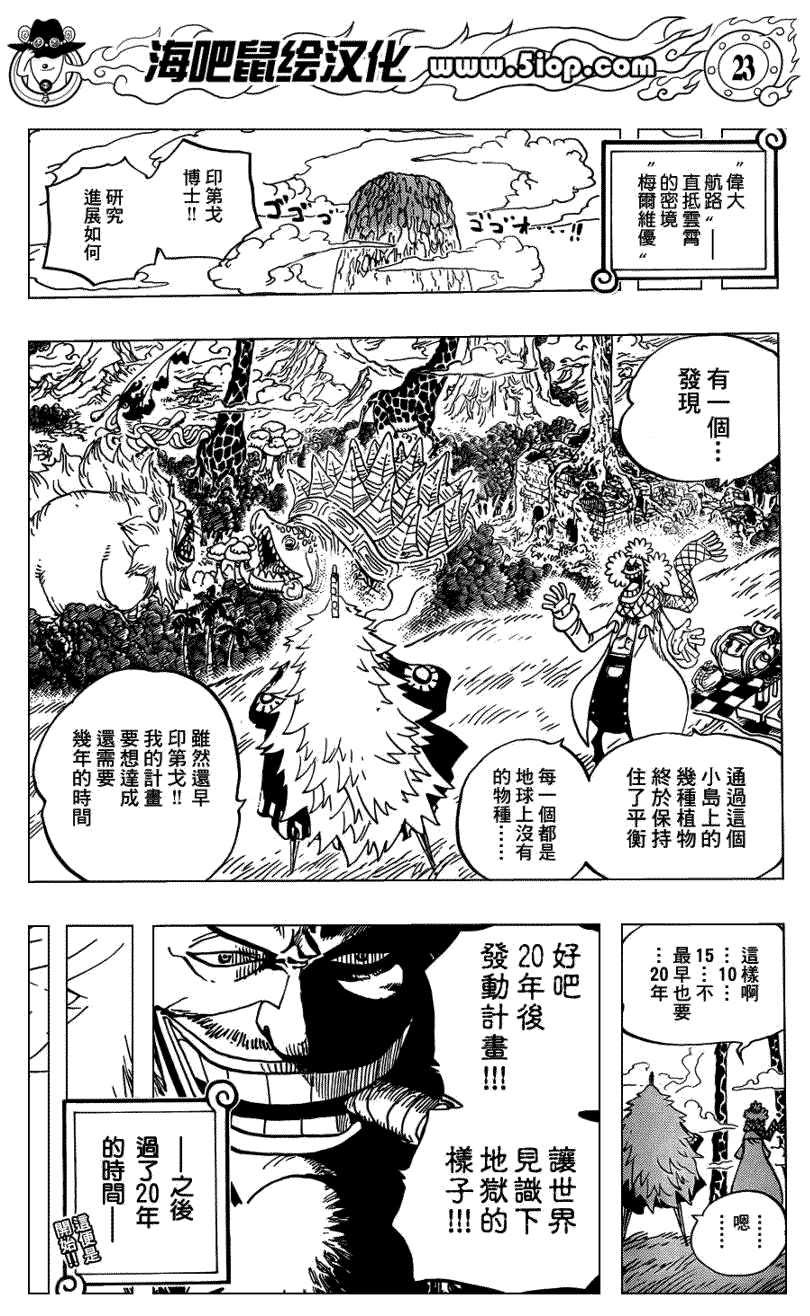 海吧鼠绘汉化
www.5iop.com
23
〝偉大
航路〞——
直抵雲霄
的密境
〝梅爾維優〞
印第戈
博士!!
研究
進展如何
ゴゴゴゴ
ゴゴゴオ…!!
有一個…
發現
通過這個
小島上的
幾種植物
終於保持
住了平衡
每一個都是
地球上沒有
的物種……
雖然還早
印第戈!!
我的計畫
要想達成
還需要
幾年的時間
這樣啊
…10…
15…不
最早也要
…20年
……嗯
……
好吧
20年後
發動計畫!!!
讓世界
見識下
地獄的
樣子!!!
——之後
過了20年
的時間——
這便是
開始!!